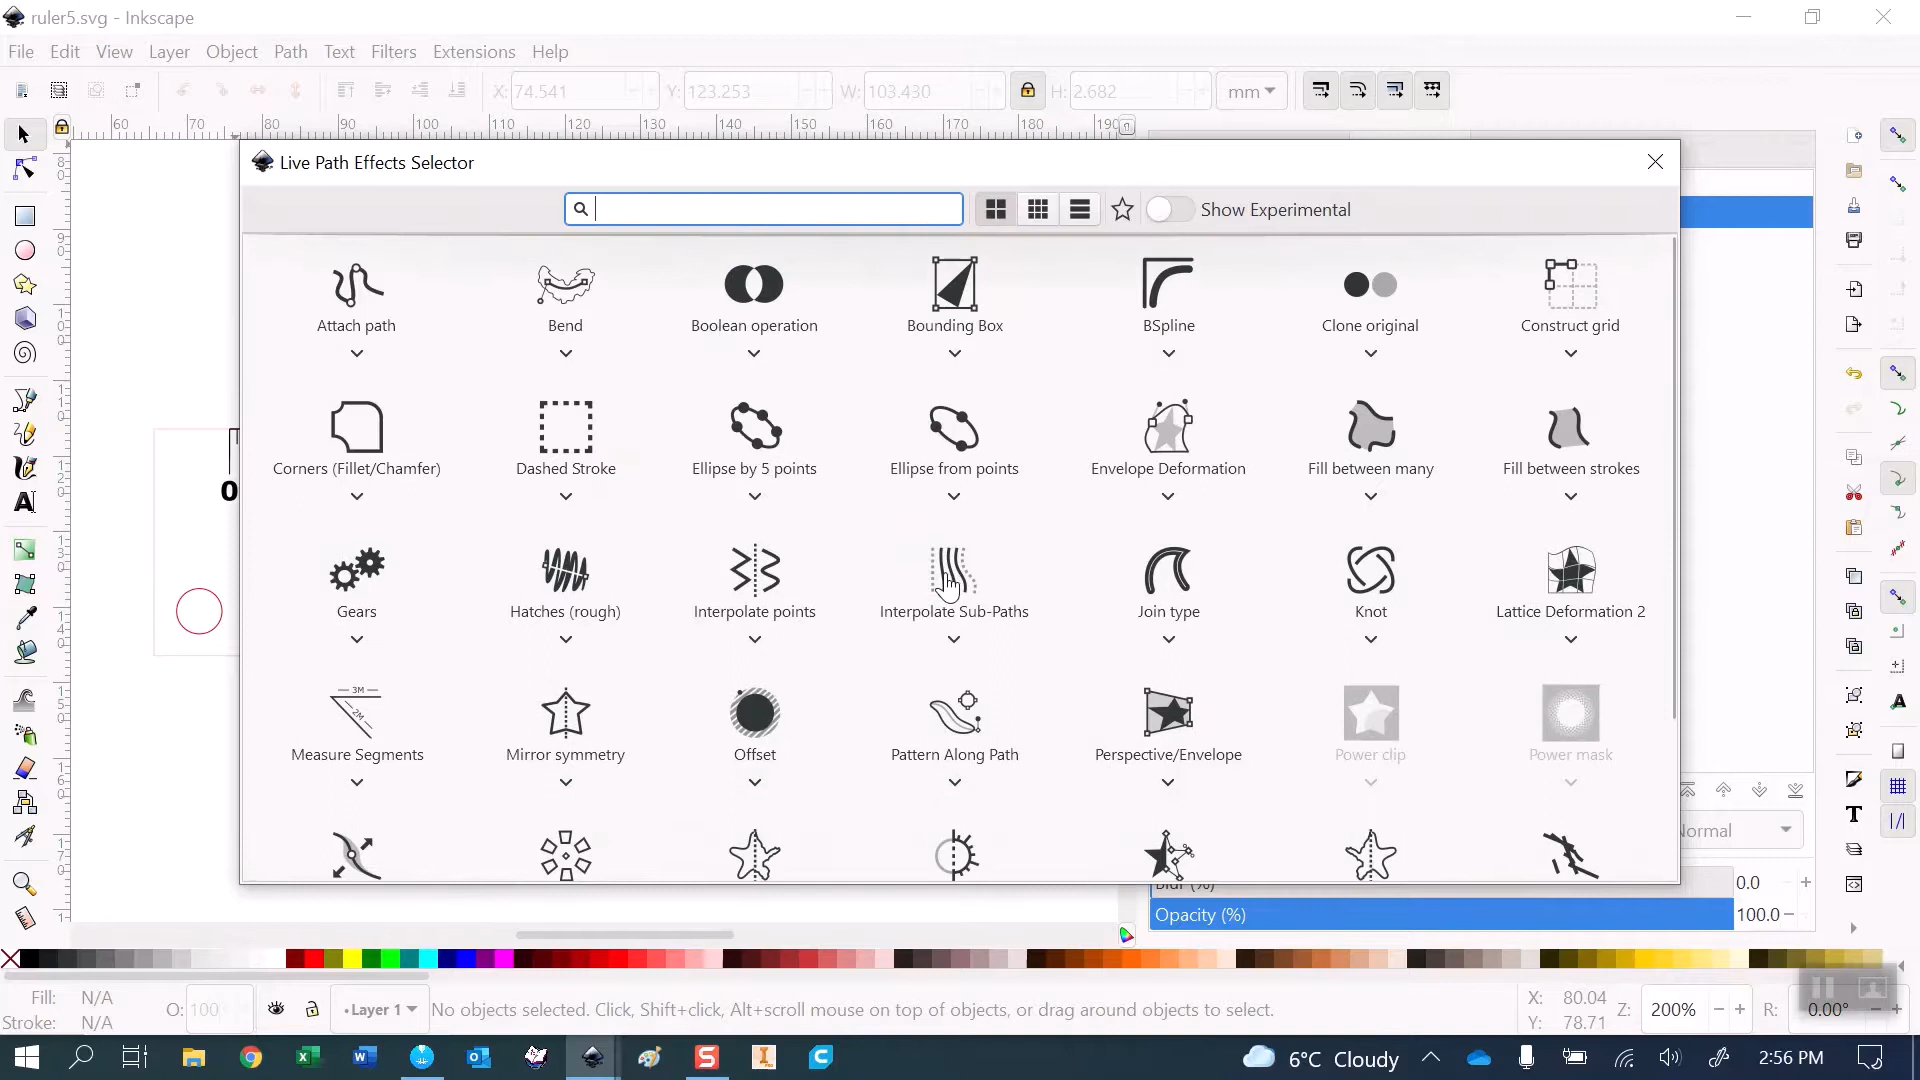 ruler5.svg - Inkscape
File Edit View Layer Object Path Text Filters Extensions Help
X: 74.541 Y: 123.253 W: 103.430 H: 2.682 mm
60 70 80 90 100 110 120 130 140 150 160 170 180 190
Live Path Effects Selector
Show Experimental
Attach path Bend Boolean operation Bounding Box BSpline Clone original Construct grid
Corners (Fillet/Chamfer) Dashed Stroke Ellipse by 5 points Ellipse from points Envelope Deformation Fill between many Fill between strokes
0
Gears Hatches (rough) Interpolate points Interpolate Sub-Paths Join type Knot Lattice Deformation 2
3M
2M
Measure Segments Mirror symmetry Offset Pattern Along Path Perspective/Envelope Power clip Power mask
Normal
Blur (%) 0.0
Opacity (%) 100.0
Fill: N/A O: 100 Layer 1 No objects selected. Click, Shift+click, Alt+scroll mouse on top of objects, or drag around objects to select. X: 80.04 Z: 200% R: 0.00°
Stroke: N/A Y: 78.71
6°C Cloudy 2:56 PM